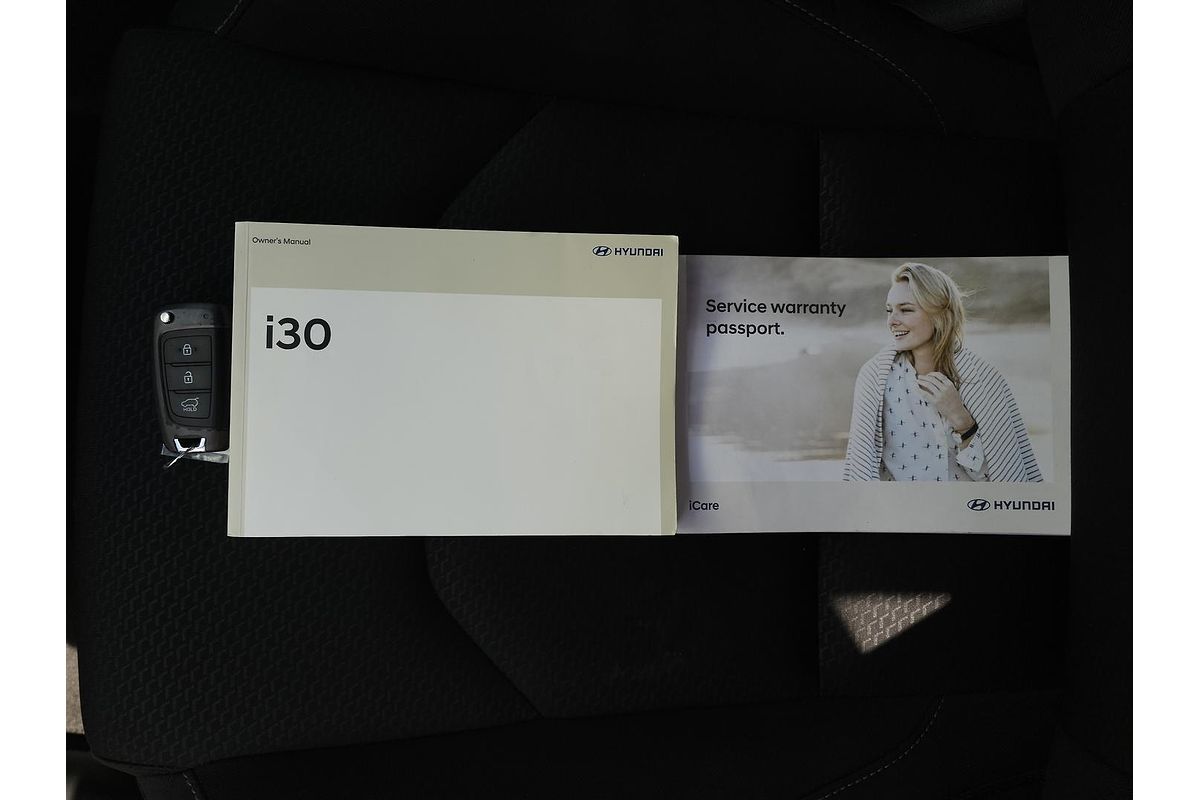 Owner's Manual
HYUNDAI
i30
HOLD
Service warranty
passport.
iCare
HYUNDAI